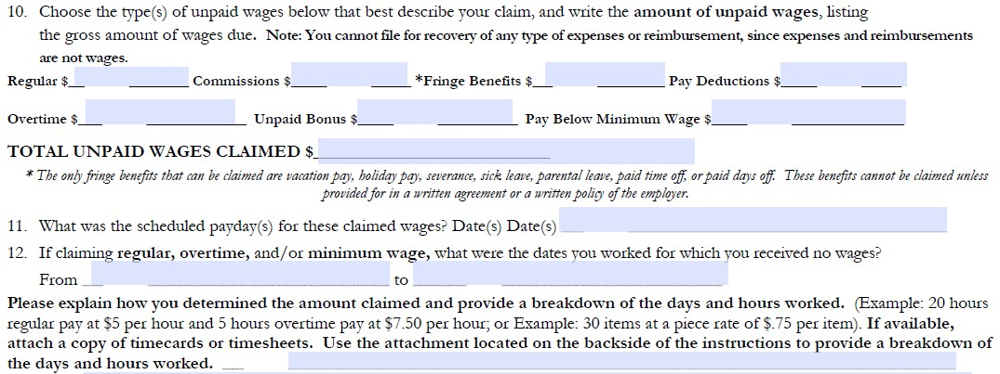 10. Choose the type(s) of unpaid wages below that best describe your claim, and write the amount of unpaid wages, listing
the gross amount of wages due. Note: You cannot file for recovery of any type of expenses or reimbursement, since expenses and reimbursements
are not wages.
Regular $ Commissions $ *Fringe Benefits $ Pay Deductions $
Overtime $ Unpaid Bonus $ Pay Below Minimum Wage $
TOTAL UNPAID WAGES CLAIMED $
* The only fringe benefits that can be claimed are vacation pay, holiday pay, severance, sick leave, parental leave, paid time off, or paid days off. These benefits cannot be claimed unless
provided for in a written agreement or a written policy of the employer.
11. What was the scheduled payday(s) for these claimed wages? Date(s) Date(s)
12. If claiming regular, overtime, and/or minimum wage, what were the dates you worked for which you received no wages?
From to
Please explain how you determined the amount claimed and provide a breakdown of the days and hours worked. (Example: 20 hours
regular pay at $5 per hour and 5 hours overtime pay at $7.50 per hour; or Example: 30 items at a piece rate of $.75 per item). If available,
attach a copy of timecards or timesheets. Use the attachment located on the backside of the instructions to provide a breakdown of
the days and hours worked.